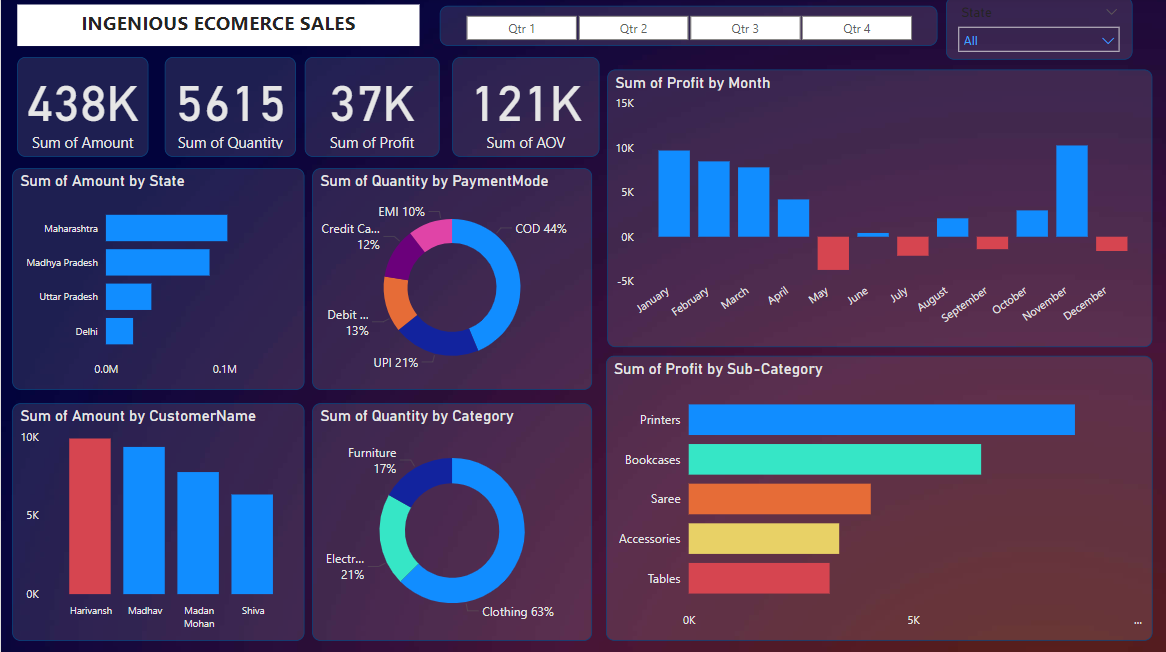 INGENIOUS ECOMERCE SALES
Qtr 1
Qtr 2
Qtr 3
Qtr 4
State
All
438K
Sum of Amount
5615
Sum of Quantity
37K
Sum of Profit
121K
Sum of AOV
Sum of Profit by Month
15K
10K
5K
0K
-5K
January
February
March
April
May
June
July
August
September
October
November
December
Sum of Amount by State
Maharashtra
Madhya Pradesh
Uttar Pradesh
Delhi
0.0M
0.1M
Sum of Quantity by PaymentMode
EMI 10%
Credit Ca...
12%
COD 44%
Debit ...
13%
UPI 21%
Sum of Profit by Sub-Category
Printers
Bookcases
Saree
Accessories
Tables
0K
5K
...
Sum of Amount by CustomerName
10K
5K
0K
Harivansh
Madhav
Madan
Mohan
Shiva
Sum of Quantity by Category
Furniture
17%
Electr...
21%
Clothing 63%